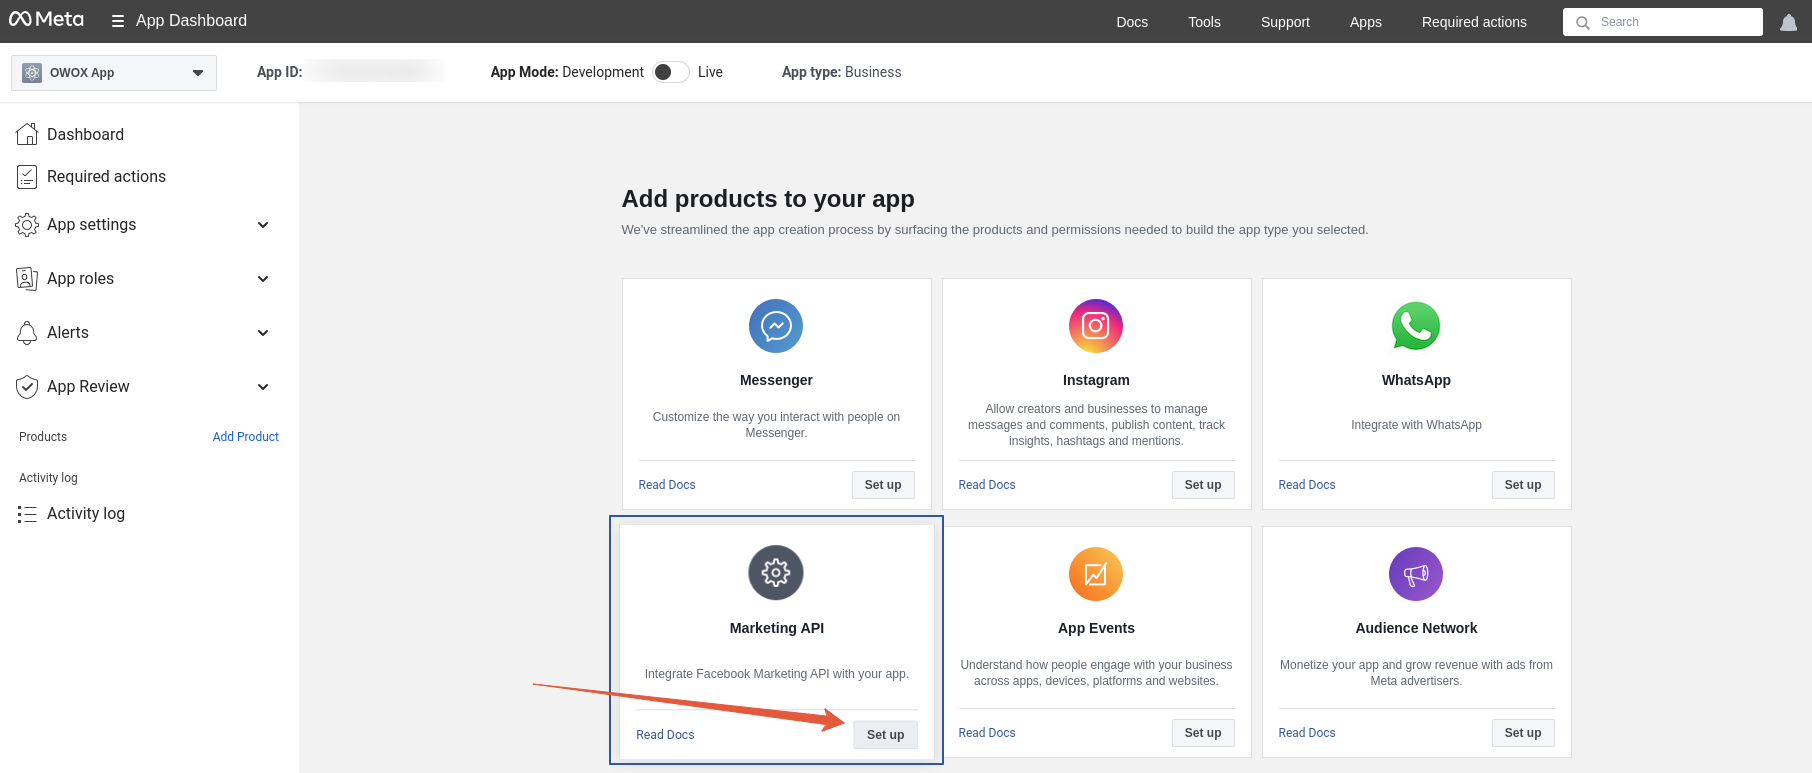 Meta
App Dashboard
Docs
Tools
Support
Apps
Required actions
Search
OWOX App
App ID:
App Mode: Development
Live
App type: Business
Dashboard
Required actions
App settings
App roles
Alerts
App Review
Products
Add Product
Activity log
Activity log
Add products to your app
We've streamlined the app creation process by surfacing the products and permissions needed to build the app type you selected.
Messenger
Customize the way you interact with people on
Messenger.
Read Docs
Set up
Instagram
Allow creators and businesses to manage
messages and comments, publish content, track
insights, hashtags and mentions.
Read Docs
Set up
WhatsApp
Integrate with WhatsApp
Read Docs
Set up
Marketing API
Integrate Facebook Marketing API with your app.
Read Docs
Set up
App Events
Understand how people engage with your business
across apps, devices, platforms and websites.
Read Docs
Set up
Audience Network
Monetize your app and grow revenue with ads from
Meta advertisers.
Read Docs
Set up